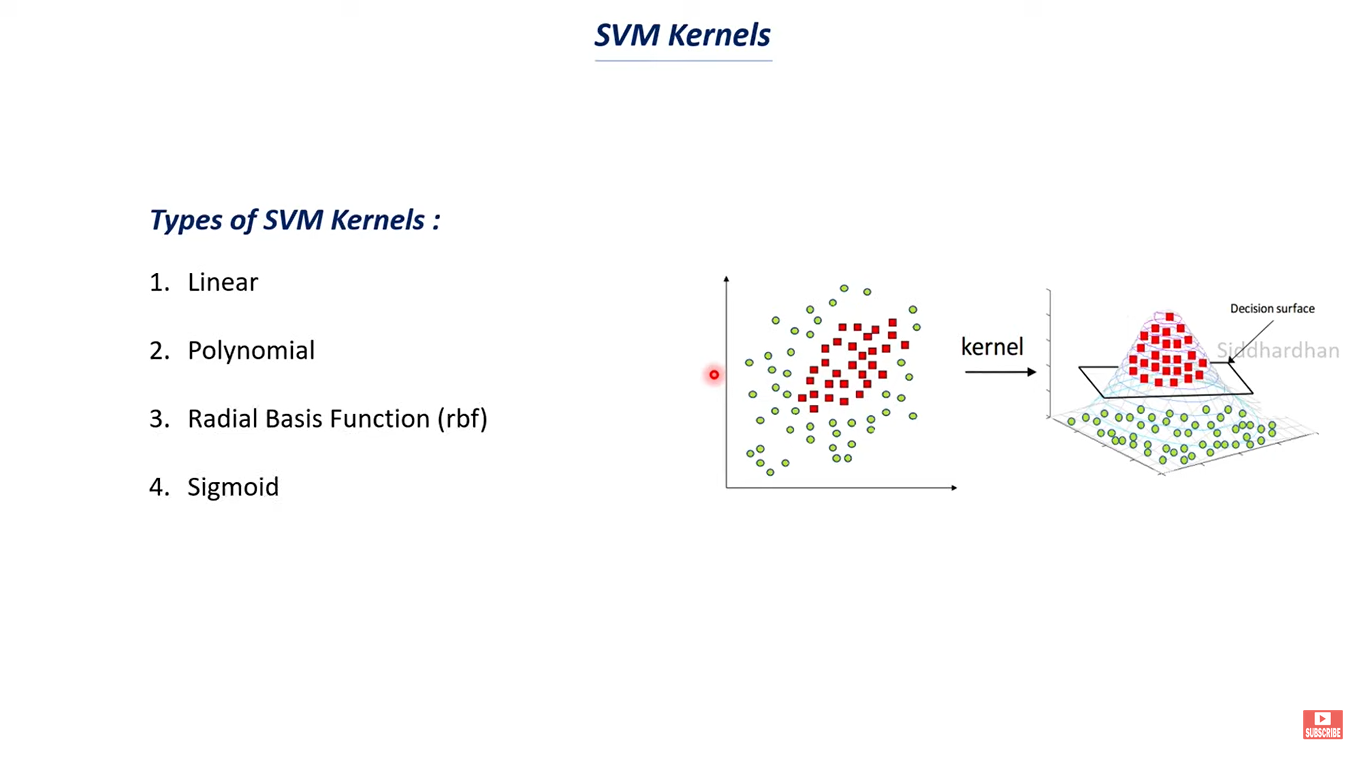 SVM Kernels
Types of SVM Kernels :
1. Linear
2. Polynomial
3. Radial Basis Function (rbf)
4. Sigmoid
kernel
Decision surface
Siddhardhan
SUBSCRIBE